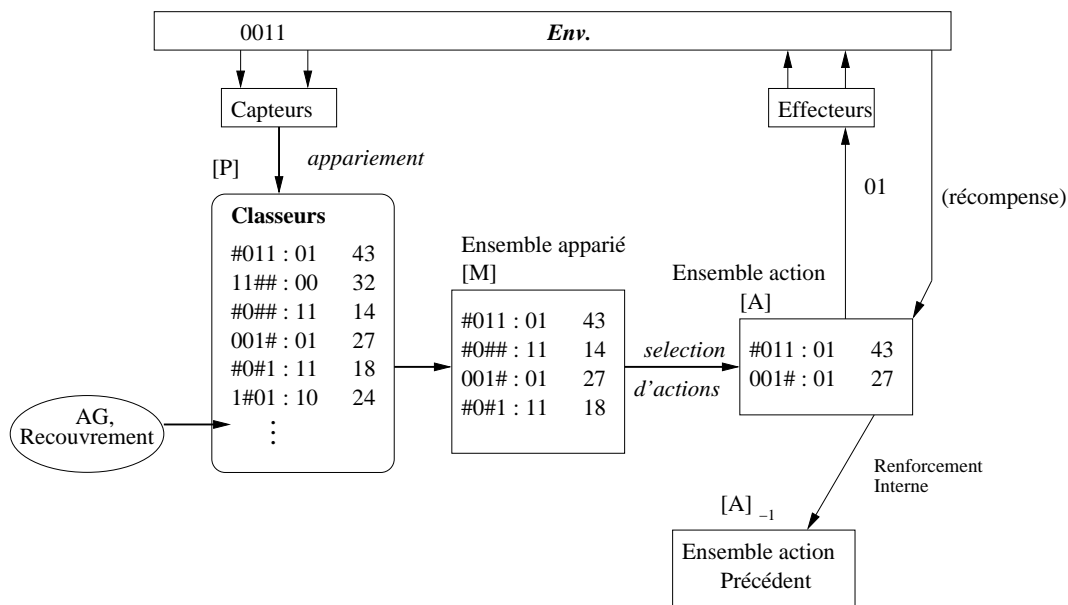 0011 Env.
Capteurs
Effecteurs
[P]
appariement
01
(récompense)
Classeurs
#011 : 01 43
11## : 00 32
#0## : 11 14
001# : 01 27
#0#1 : 11 18
1#01 : 10 24
⋮
AG,
Recouvrement
Ensemble apparié
[M]
#011 : 01 43
#0## : 11 14
001# : 01 27
#0#1 : 11 18
selection
d'actions
Ensemble action
[A]
#011 : 01 43
001# : 01 27
Renforcement
Interne
[A] –1
Ensemble action
Précédent